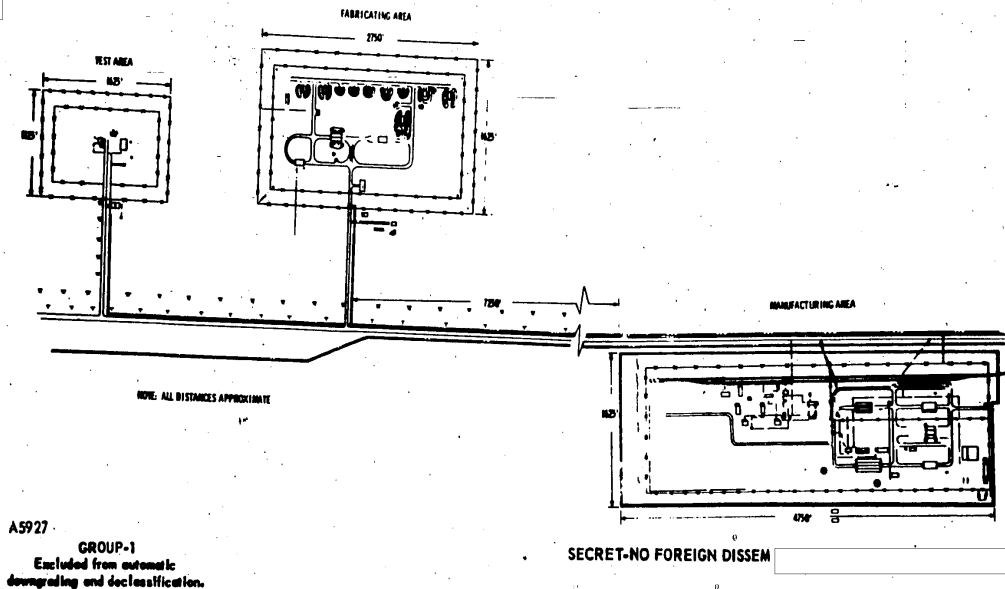 FABRICATING AREA
2750'
TEST AREA
1625'
1625'
7250'
MANUFACTURING AREA
1625'
4750'
NOTE: ALL DISTANCES APPROXIMATE
A5927
GROUP-1
Excluded from automatic
downgrading and declassification.
SECRET-NO FOREIGN DISSEM